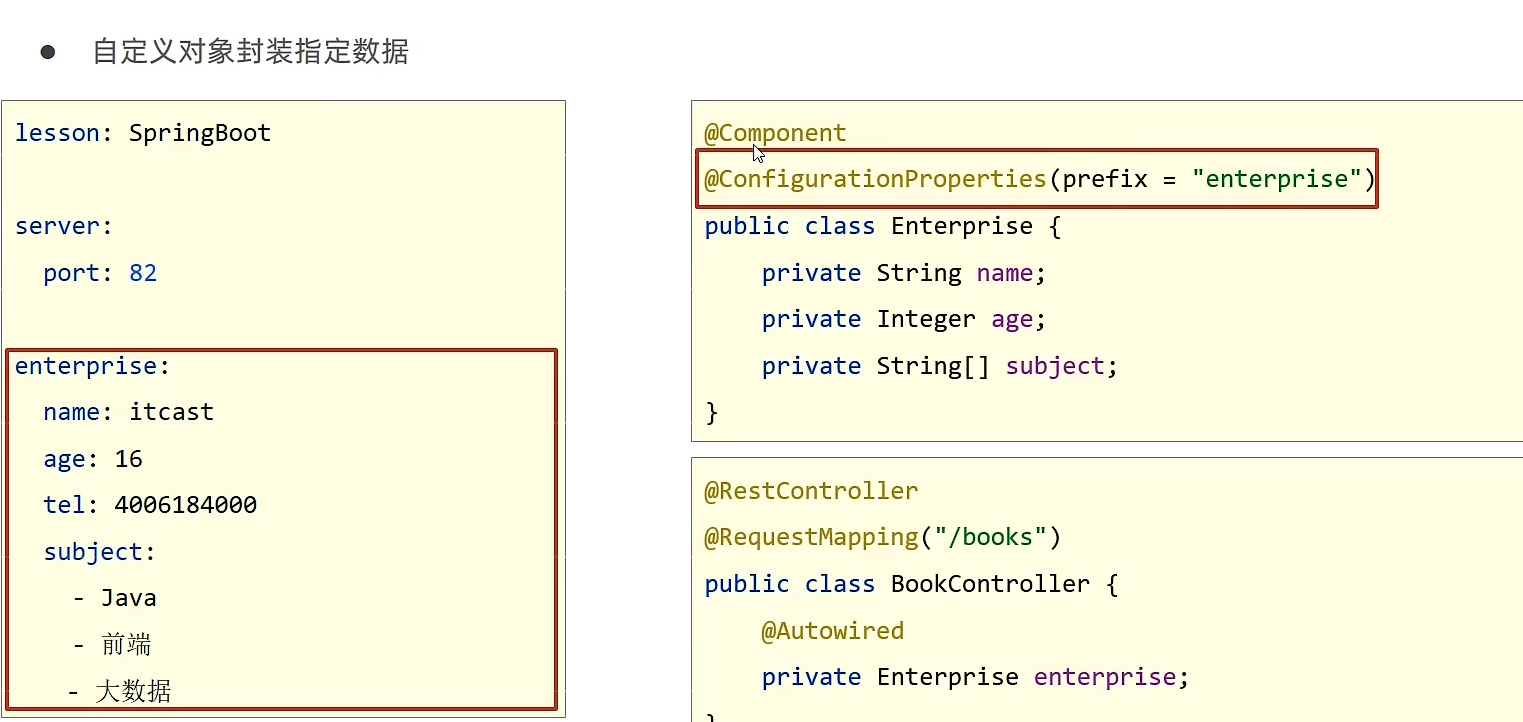 ● 自定义对象封装指定数据
lesson: SpringBoot

server:
  port: 82

enterprise:
  name: itcast
  age: 16
  tel: 4006184000
  subject:
    - Java
    - 前端
    - 大数据
@Component
@ConfigurationProperties(prefix = "enterprise")
public class Enterprise {
    private String name;
    private Integer age;
    private String[] subject;
}
@RestController
@RequestMapping("/books")
public class BookController {
    @Autowired
    private Enterprise enterprise;
}